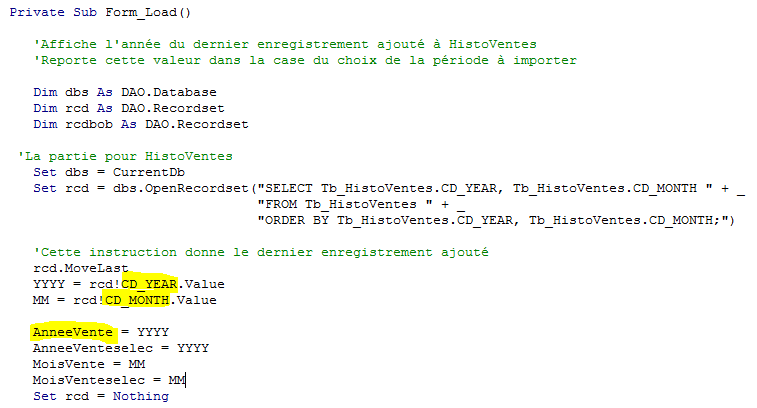 Private Sub Form_Load()
'Affiche l'année du dernier enregistrement ajouté à HistoVentes
'Reporte cette valeur dans la case du choix de la période à importer
Dim dbs As DAO.Database
Dim rcd As DAO.Recordset
Dim rcdbob As DAO.Recordset
'La partie pour HistoVentes
Set dbs = CurrentDb
Set rcd = dbs.OpenRecordset("SELECT Tb_HistoVentes.CD_YEAR, Tb_HistoVentes.CD_MONTH " + _
"FROM Tb_HistoVentes " + _
"ORDER BY Tb_HistoVentes.CD_YEAR, Tb_HistoVentes.CD_MONTH;")
'Cette instruction donne le dernier enregistrement ajouté
rcd.MoveLast
YYYY = rcd!CD_YEAR.Value
MM = rcd!CD_MONTH.Value
AnneeVente = YYYY
AnneeVenteselec = YYYY
MoisVente = MM
MoisVenteselec = MM
Set rcd = Nothing